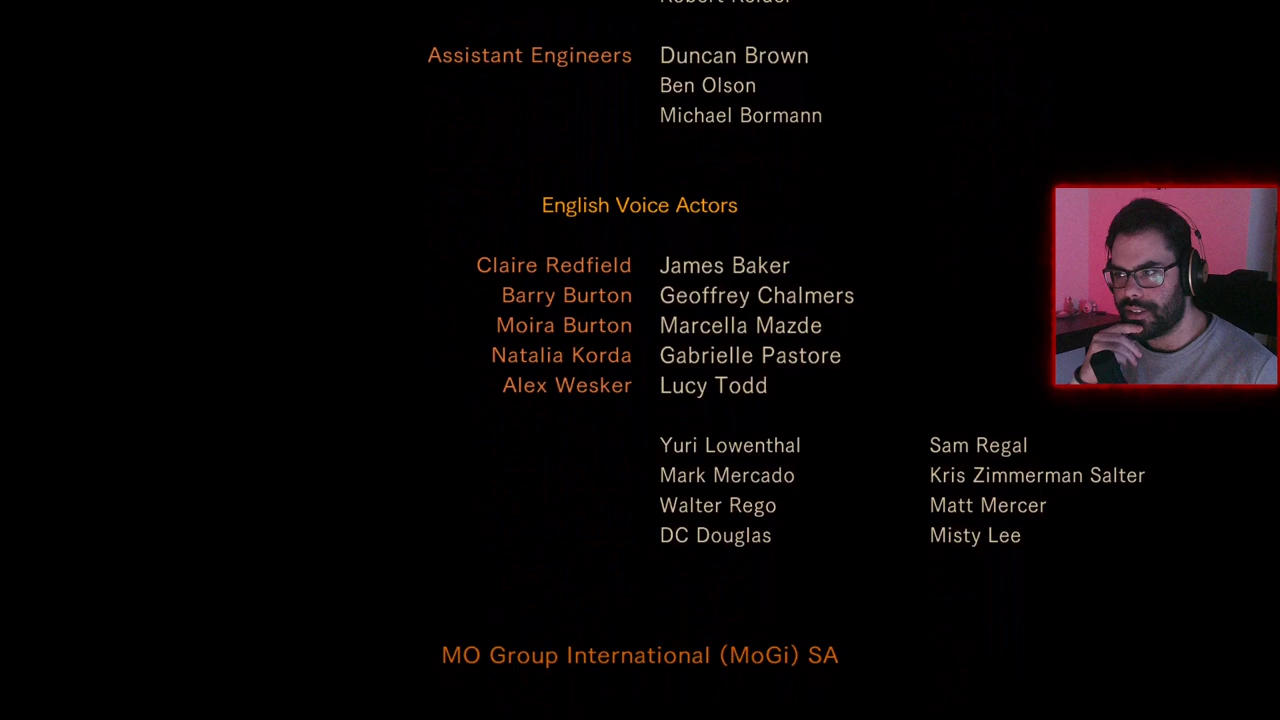 Assistant Engineers Duncan Brown
Ben Olson
Michael Bormann
English Voice Actors
Claire Redfield James Baker
Barry Burton Geoffrey Chalmers
Moira Burton Marcella Mazde
Natalia Korda Gabrielle Pastore
Alex Wesker Lucy Todd
Yuri Lowenthal Sam Regal
Mark Mercado Kris Zimmerman Salter
Walter Rego Matt Mercer
DC Douglas Misty Lee
MO Group International (MoGi) SA